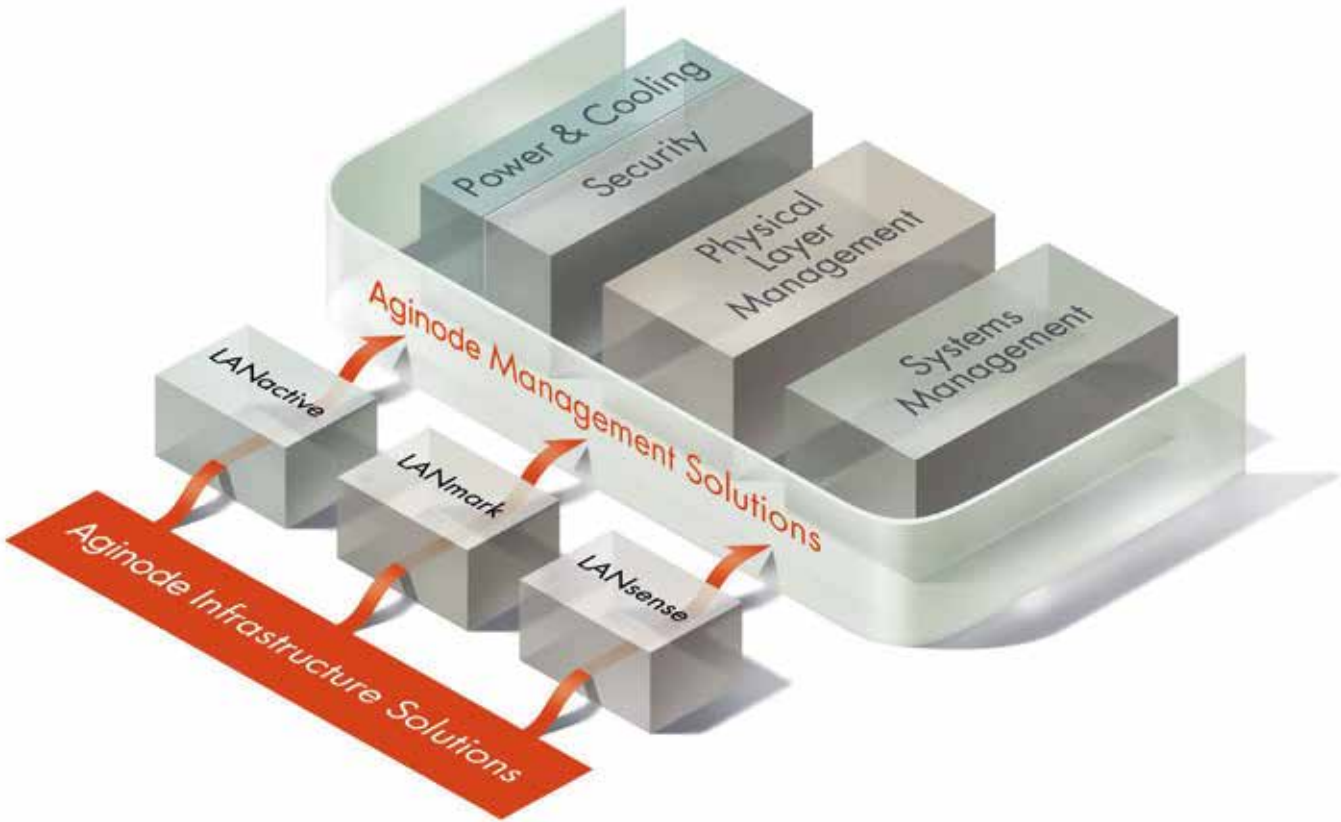 Power & Cooling
Security
Physical
Layer
Management
Systems
Management
Aginode Management Solutions
LANactive
LANmark
LANsense
Aginode Infrastructure Solutions